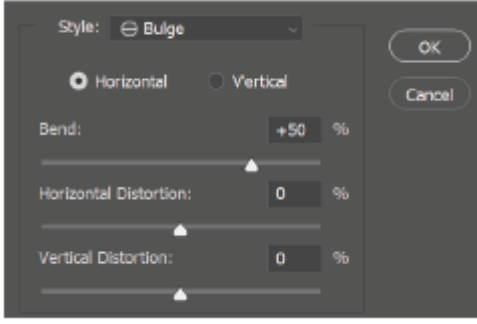 Style: Bulge
OK
Horizontal Vertical
Cancel
Bend: +50 %
Horizontal Distortion: 0 %
Vertical Distortion: 0 %